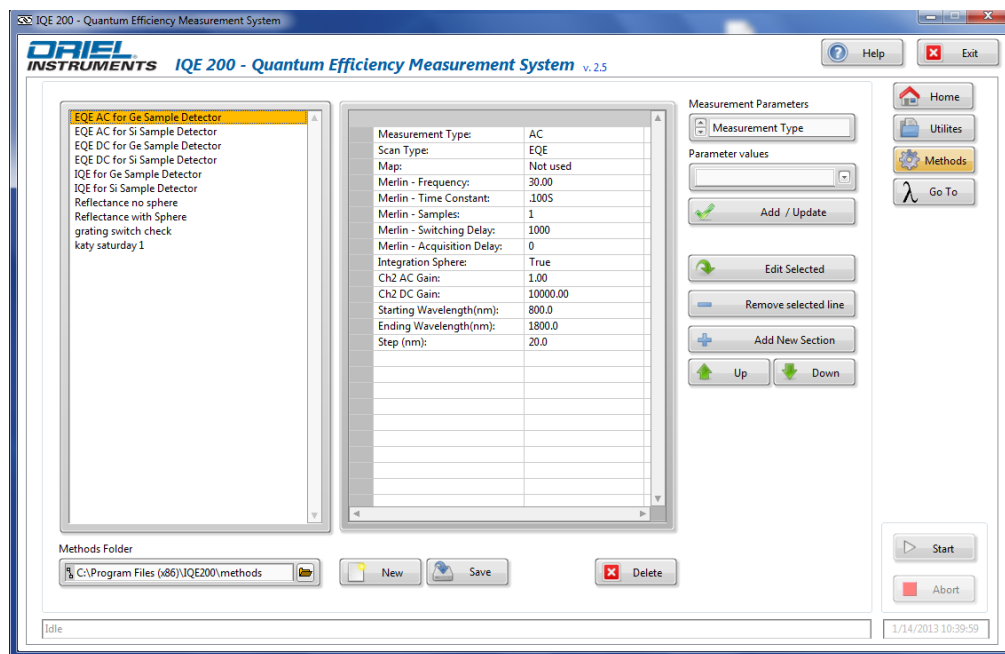 IQE 200 - Quantum Efficiency Measurement System
ORIEL INSTRUMENTS
IQE 200 - Quantum Efficiency Measurement System v. 2.5
Help
Exit
EQE AC for Ge Sample Detector
EQE AC for Si Sample Detector
EQE DC for Ge Sample Detector
EQE DC for Si Sample Detector
IQE for Ge Sample Detector
IQE for Si Sample Detector
Reflectance no sphere
Reflectance with Sphere
grating switch check
katy saturday 1
Measurement Type: AC
Scan Type: EQE
Map: Not used
Merlin - Frequency: 30.00
Merlin - Time Constant: .100S
Merlin - Samples: 1
Merlin - Switching Delay: 1000
Merlin - Acquisition Delay: 0
Integration Sphere: True
Ch2 AC Gain: 1.00
Ch2 DC Gain: 10000.00
Starting Wavelength(nm): 800.0
Ending Wavelength(nm): 1800.0
Step (nm): 20.0
Measurement Parameters
Measurement Type
Parameter values
Add / Update
Edit Selected
Remove selected line
Add New Section
Up
Down
Home
Utilites
Methods
λ Go To
Methods Folder
C:\Program Files (x86)\IQE200\methods
New
Save
Delete
Start
Abort
Idle
1/14/2013 10:39:59